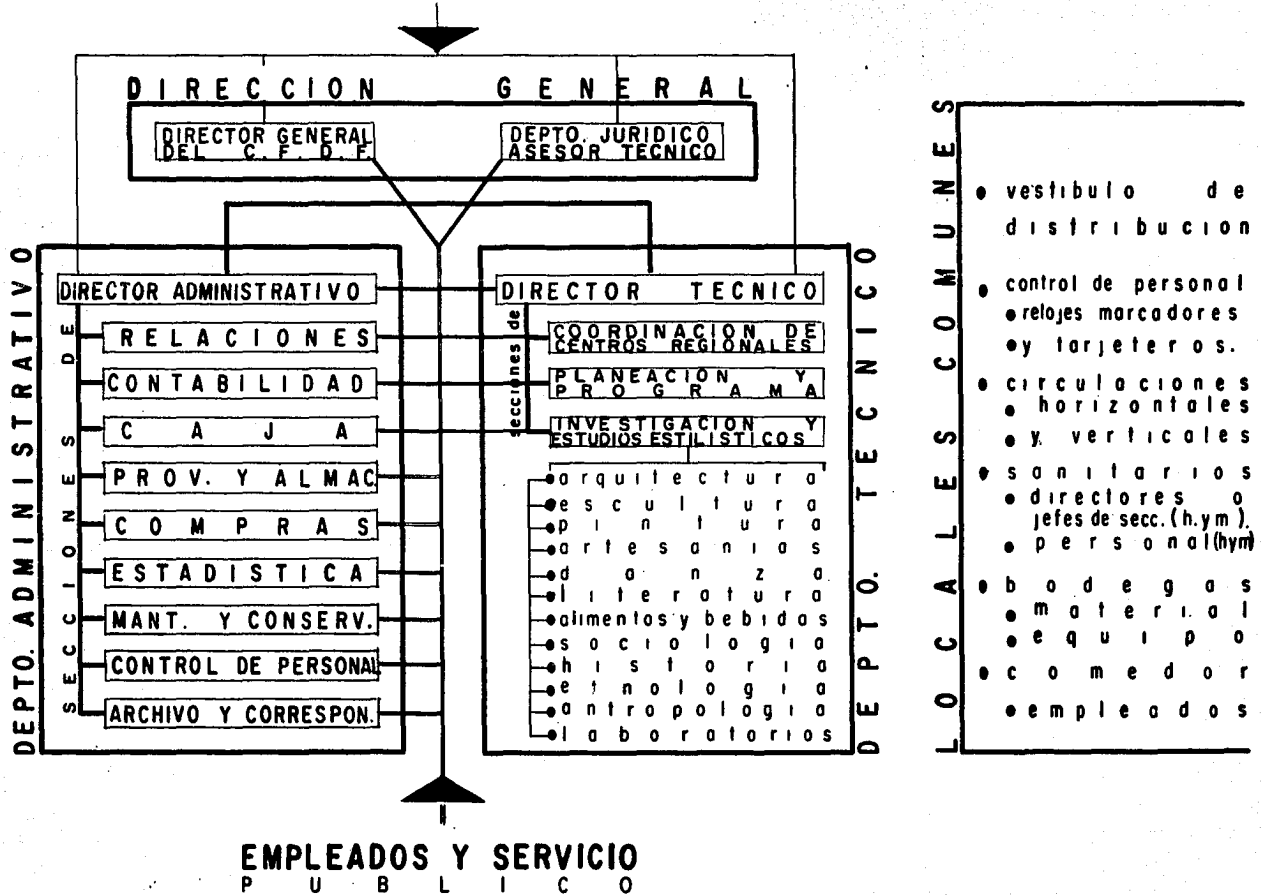 DIRECCION GENERAL
DIRECTOR GENERAL
DEL C. F. D. F.
DEPTO. JURIDICO
ASESOR TECNICO
DEPTO. ADMINISTRATIVO
DIRECTOR ADMINISTRATIVO
SECCIONES DE
RELACIONES
CONTABILIDAD
CAJA
PROV. Y ALMAC.
COMPRAS
ESTADISTICA
MANT. Y CONSERV.
CONTROL DE PERSONAL
ARCHIVO Y CORRESPON.
DEPTO. TECNICO
DIRECTOR TECNICO
secciones de
COORDINACION DE
CENTROS REGIONALES
PLANEACION Y
PROGRAMA
INVESTIGACION Y
ESTUDIOS ESTILISTICOS
• arquitectura
• escultura
• pintura
• artesanias
• danza
• literatura
• alimentos y bebidas
• sociologia
• historia
• etnologia
• antropologia
• laboratorios
LOCALES COMUNES
• vestibulo de
distribucion
• control de personal
• relojes marcadores
• y tarjeteros.
• circulaciones
• horizontales
• y. verticales
• sanitarios
• directores o
jefes de secc. (h.y m).
• personal (hym)
• bodegas
• material
• equipo
• comedor
• empleados
EMPLEADOS Y SERVICIO
PUBLICO